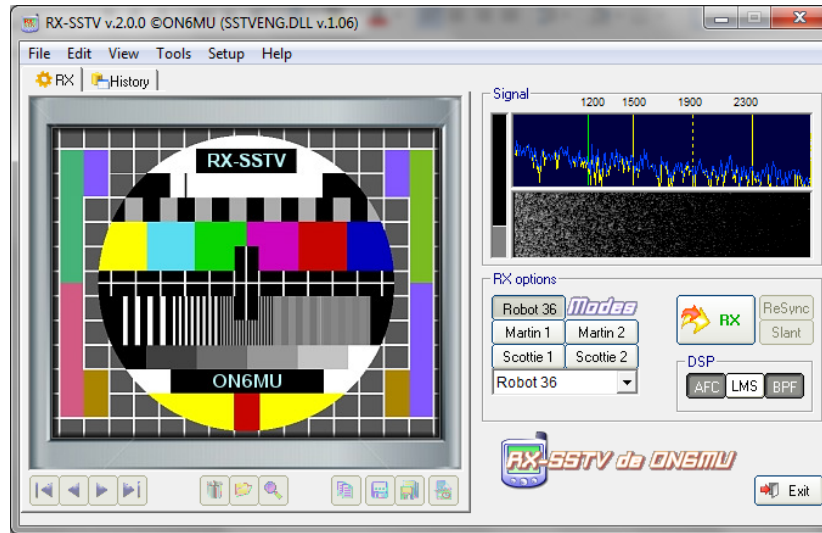 RX-SSTV v.2.0.0 ©ON6MU (SSTVENG.DLL v.1.06)
File Edit View Tools Setup Help
RX History
RX-SSTV
ON6MU
Signal
1200 1500 1900 2300
RX options
Robot 36 Modes
Martin 1 Martin 2
Scottie 1 Scottie 2
Robot 36
RX
ReSync
Slant
DSP
AFC LMS BPF
RX-SSTV de ON6MU
Exit